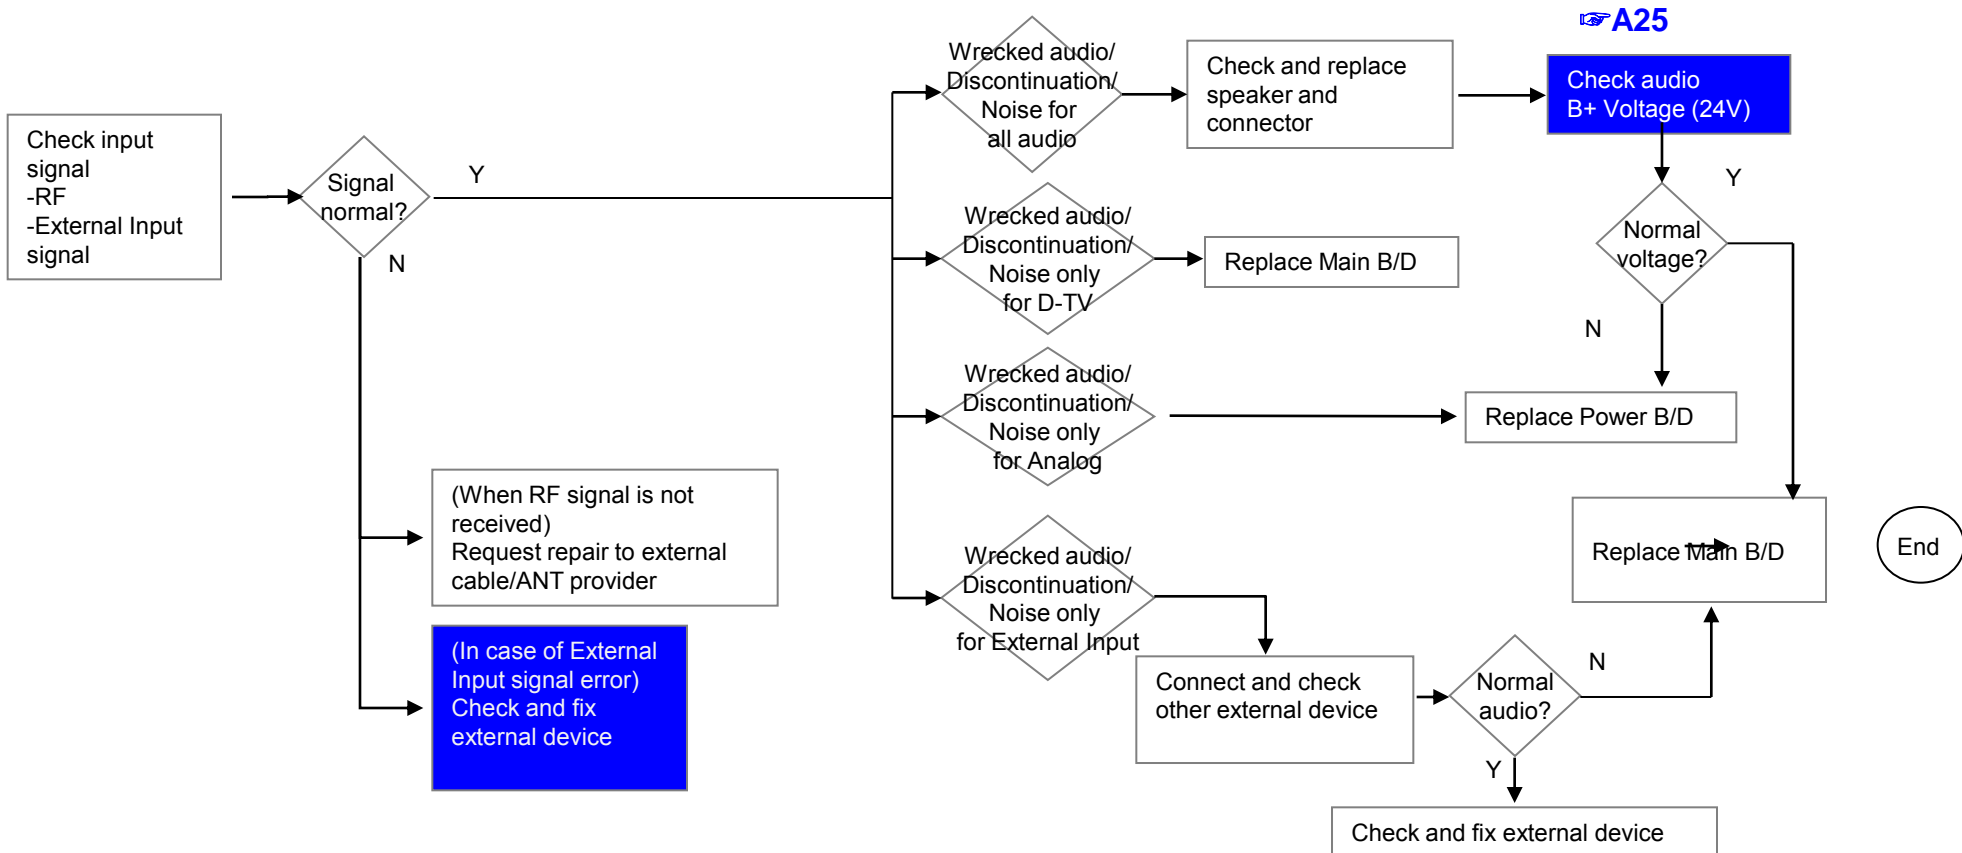 ☞A25
Check input
signal
-RF
-External Input
signal
Signal
normal?
Y
N
(When RF signal is not
received)
Request repair to external
cable/ANT provider
(In case of External
Input signal error)
Check and fix
external device
Wrecked audio/
Discontinuation/
Noise for
all audio
Check and replace
speaker and
connector
Check audio
B+ Voltage (24V)
Normal
voltage?
Y
N
Wrecked audio/
Discontinuation/
Noise only
for D-TV
Replace Main B/D
Wrecked audio/
Discontinuation/
Noise only
for Analog
Replace Power B/D
Wrecked audio/
Discontinuation/
Noise only
for External Input
Connect and check
other external device
Normal
audio?
N
Y
Replace Main B/D
End
Check and fix external device